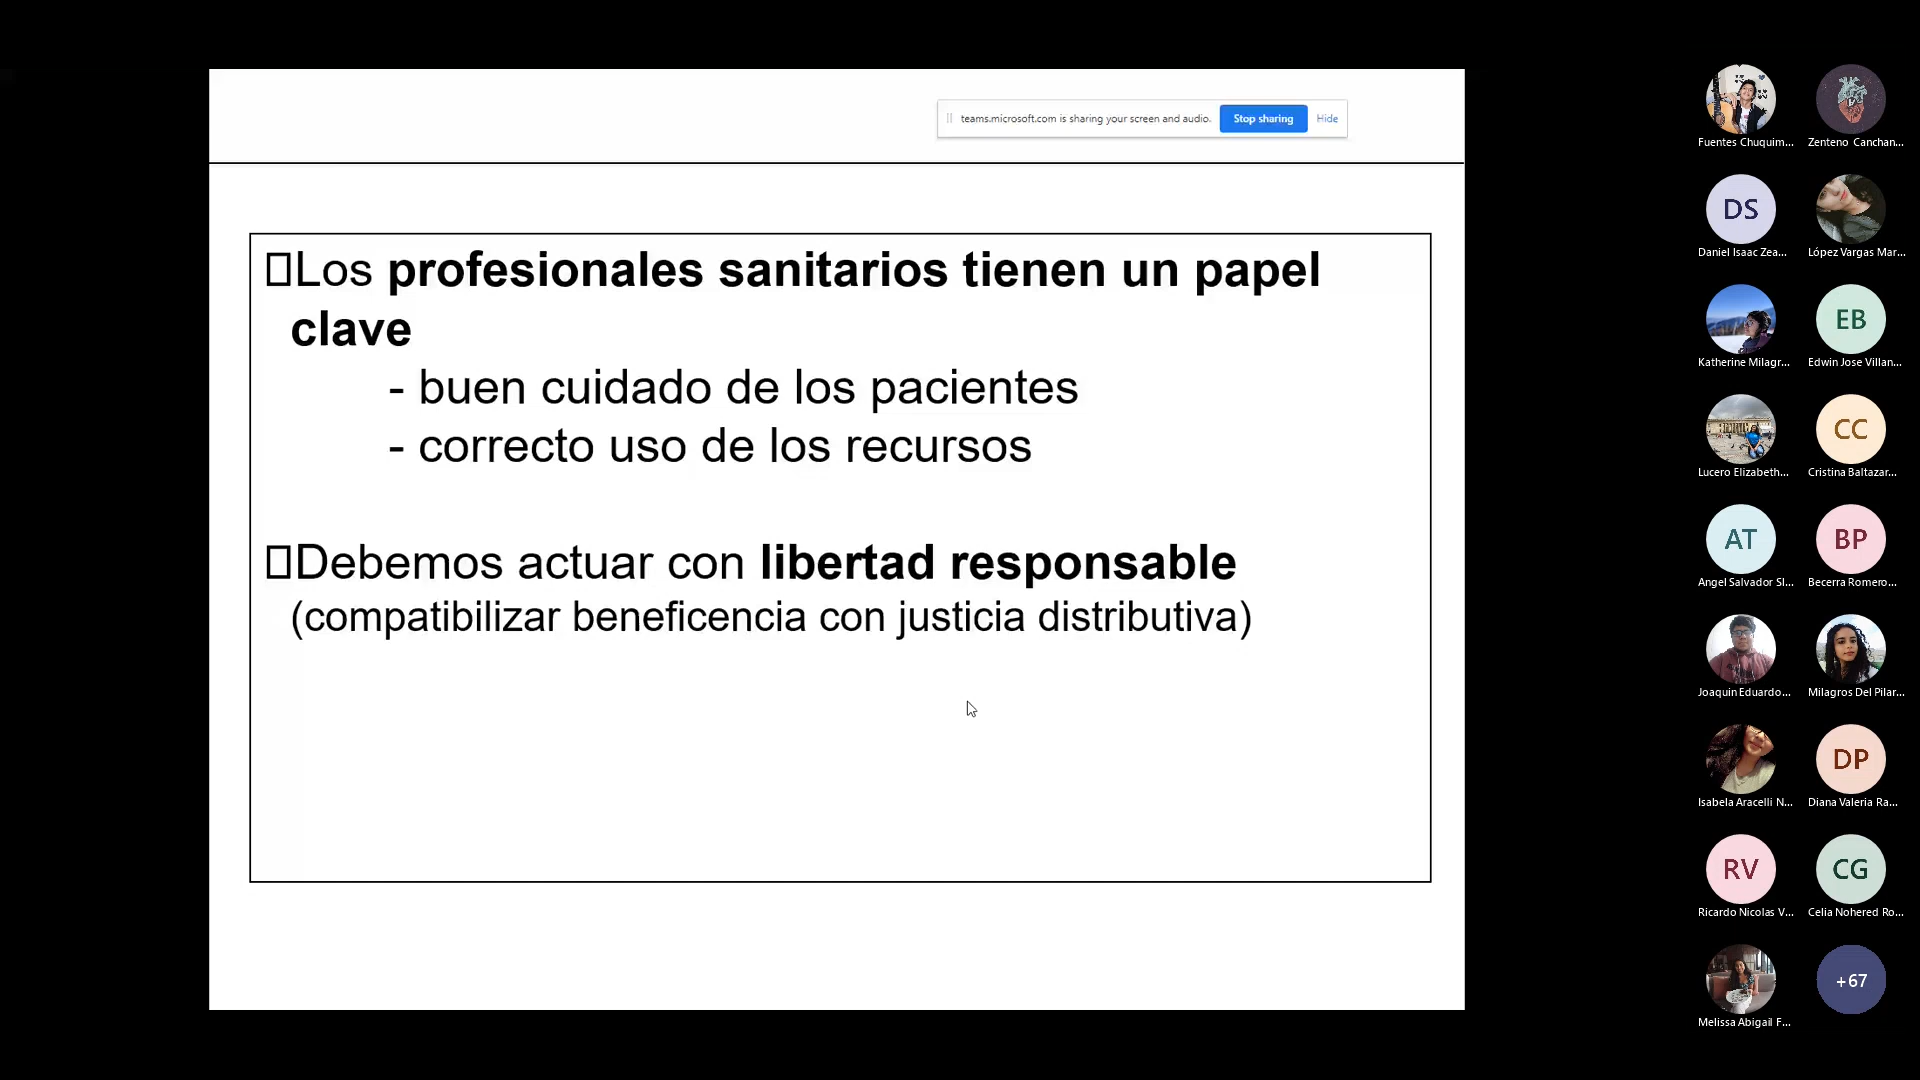 teams.microsoft.com is sharing your screen and audio. Stop sharing Hide
Los profesionales sanitarios tienen un papel
clave
- buen cuidado de los pacientes
- correcto uso de los recursos
Debemos actuar con libertad responsable
(compatibilizar beneficencia con justicia distributiva)
Fuentes Chuquim... Zenteno Canchan...
DS
Daniel Isaac Zea... López Vargas Mar...
EB
Katherine Milagr... Edwin Jose Villan...
CC
Lucero Elizabeth... Cristina Baltazar...
AT BP
Angel Salvador Sl... Becerra Romero...
Joaquin Eduardo... Milagros Del Pilar...
DP
Isabela Aracelli N... Diana Valeria Ra...
RV CG
Ricardo Nicolas V... Celia Nohered Ro...
+67
Melissa Abigail F...